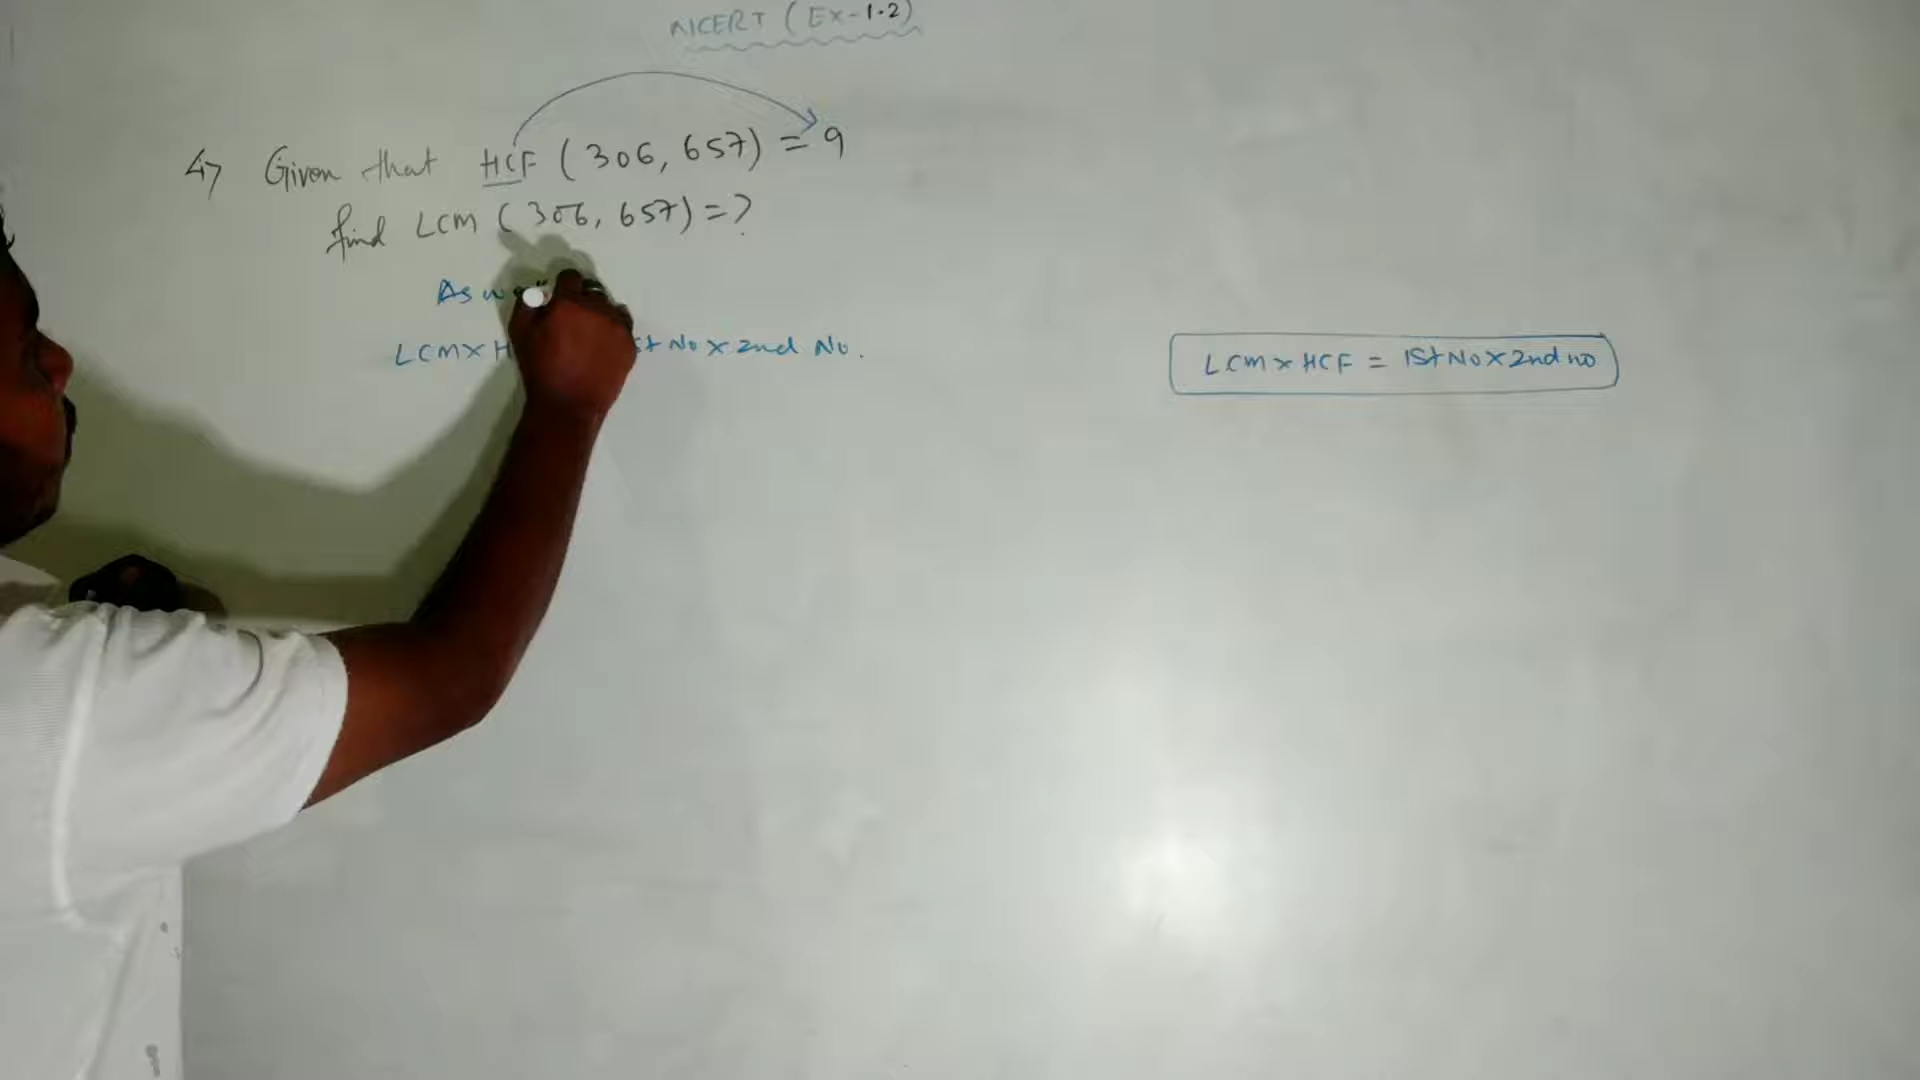 NCERT (Ex-1.2)
4> Given that HCF (306, 657) = 9
find LCM (306, 657) = ?
As
LCM x H st No x 2nd No.
LCM x HCF = 1st No x 2nd no